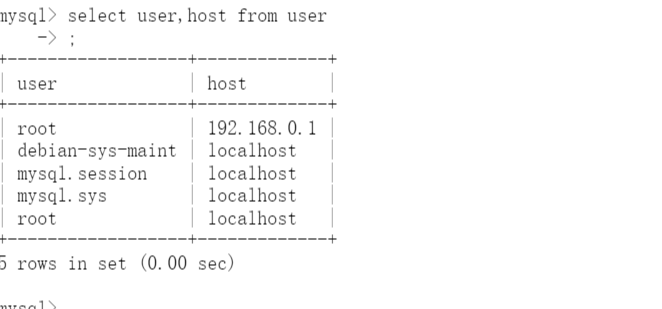 mysql> select user,host from user
    -> ;
+------------------+-------------+
| user             | host        |
+------------------+-------------+
| root             | 192.168.0.1 |
| debian-sys-maint | localhost   |
| mysql.session    | localhost   |
| mysql.sys        | localhost   |
| root             | localhost   |
+------------------+-------------+
5 rows in set (0.00 sec)
mysql>